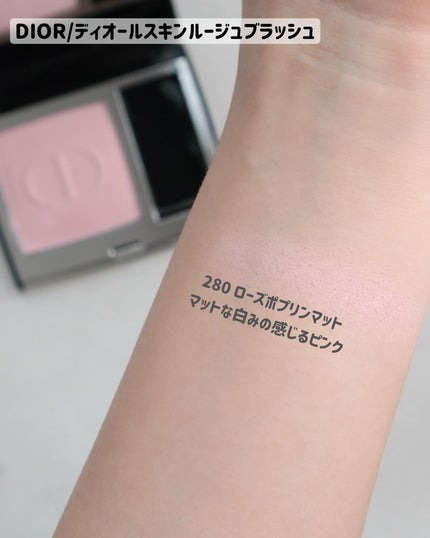 DIOR/ディオールスキンルージュブラッシュ
280 ローズポプリンマット
マットな白みの感じるピンク